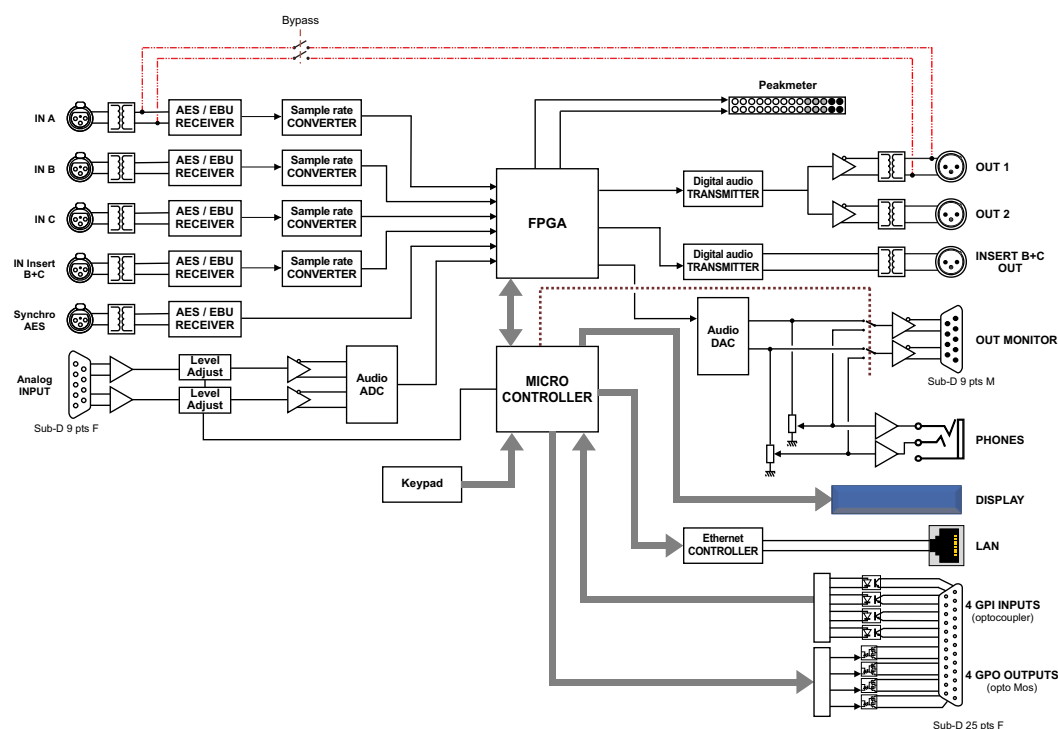 Bypass
Peakmeter
IN A
AES / EBU
RECEIVER
Sample rate
CONVERTER
IN B
AES / EBU
RECEIVER
Sample rate
CONVERTER
IN C
AES / EBU
RECEIVER
Sample rate
CONVERTER
IN Insert
B+C
AES / EBU
RECEIVER
Sample rate
CONVERTER
Synchro
AES
AES / EBU
RECEIVER
FPGA
Digital audio
TRANSMITTER
OUT 1
OUT 2
Digital audio
TRANSMITTER
INSERT B+C
OUT
Analog
INPUT
Sub-D 9 pts F
Level
Adjust
Level
Adjust
Audio
ADC
MICRO
CONTROLLER
Audio
DAC
OUT MONITOR
Sub-D 9 pts M
PHONES
Keypad
DISPLAY
Ethernet
CONTROLLER
LAN
4 GPI INPUTS
(optocoupler)
4 GPO OUTPUTS
(opto Mos)
Sub-D 25 pts F